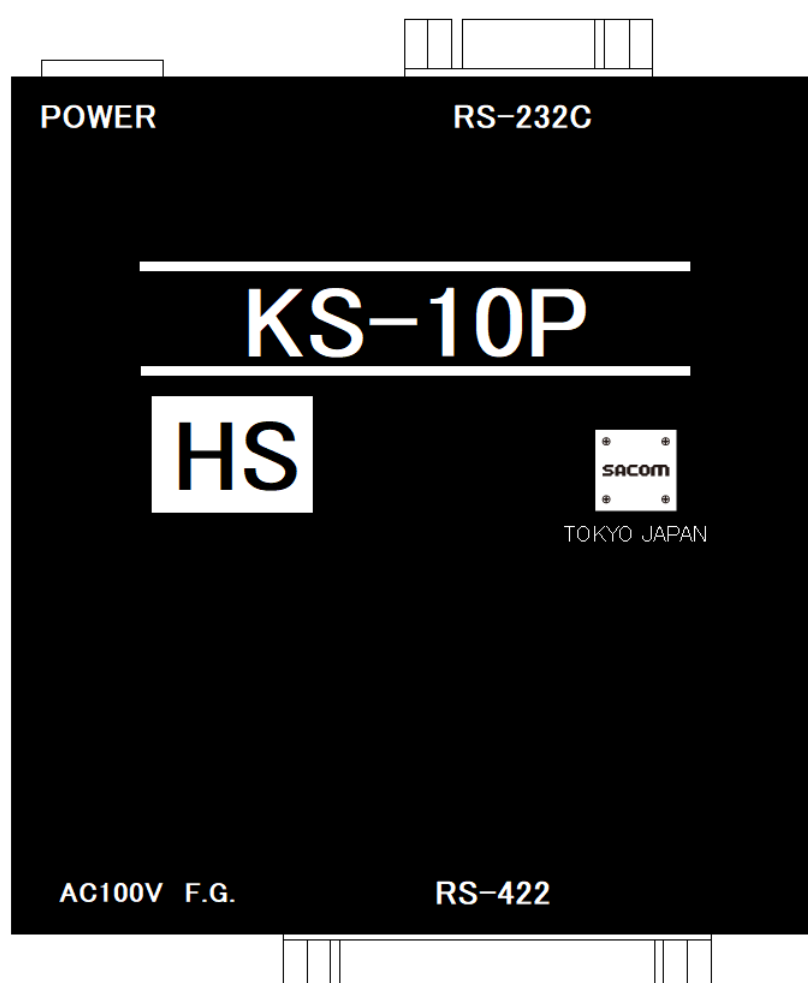 POWER RS-232C
KS-10P
HS
SACOM
TOKYO JAPAN
AC100V F.G. RS-422